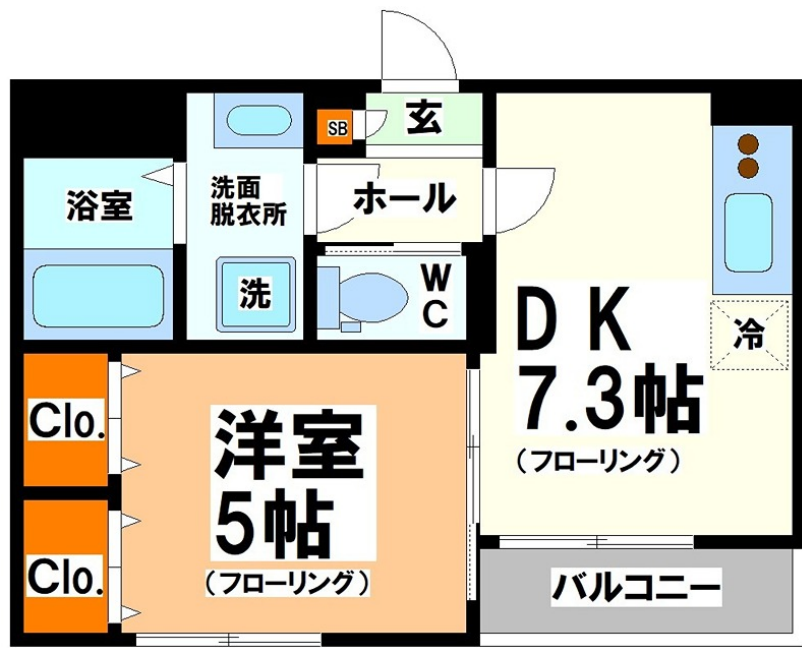 玄
SB
ホール
洗面
脱衣所
浴室
洗
W
C
DK
7.3帖
(フローリング)
冷
Clo.
Clo.
洋室
5帖
(フローリング)
バルコニー